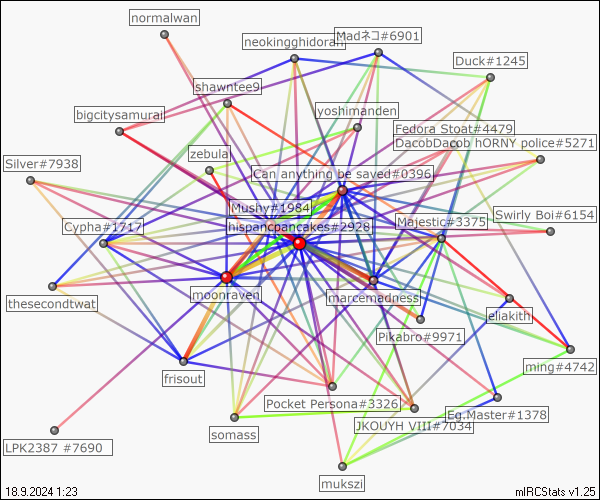 normalwan
neokingghidoran
Madネコ#6901
Duck#1245
shawntee9
bigcitysamurai
yoshimanden
Fedora Stoat#4479
DacobDacob hORNY police#5271
zebula
Silver#7938
Can anything be saved#0396
Mushy#1984
Cypha#1717
hispancpancakes#2928
Majestic#3375
Swirly Boi#6154
thesecondtwat
moonraven
marcemadness
eliakith
Pikabro#9971
ming#4742
frisout
Pocket Persona#3326
JKOUYH VIII#7034
Eg.Master#1378
somass
LPK2387 #7690
mukszi
18.9.2024 1:23
mIRCStats v1.25